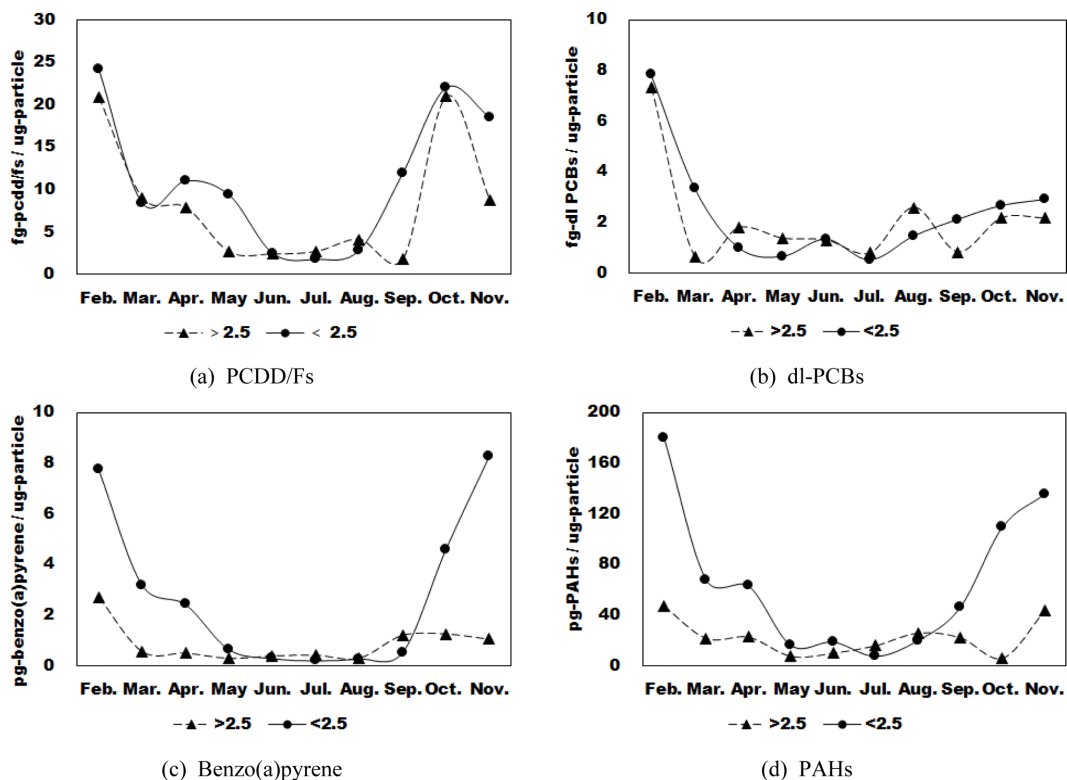 30
25
20
15
10
5
0
fg-pcdd/fs / ug-particle
Feb. Mar. Apr. May Jun. Jul. Aug. Sep. Oct. Nov.
> 2.5 < 2.5
(a) PCDD/Fs
10
8
6
4
2
0
fg-dl PCBs / ug-particle
Feb. Mar. Apr. May Jun. Jul. Aug. Sep. Oct. Nov.
>2.5 <2.5
(b) dl-PCBs
10
8
6
4
2
0
pg-benzo(a)pyrene / ug-particle
Feb. Mar. Apr. May Jun. Jul. Aug. Sep. Oct. Nov.
>2.5 <2.5
(c) Benzo(a)pyrene
200
160
120
80
40
0
pg-PAHs / ug-particle
Feb. Mar. Apr. May Jun. Jul. Aug. Sep. Oct. Nov.
>2.5 <2.5
(d) PAHs